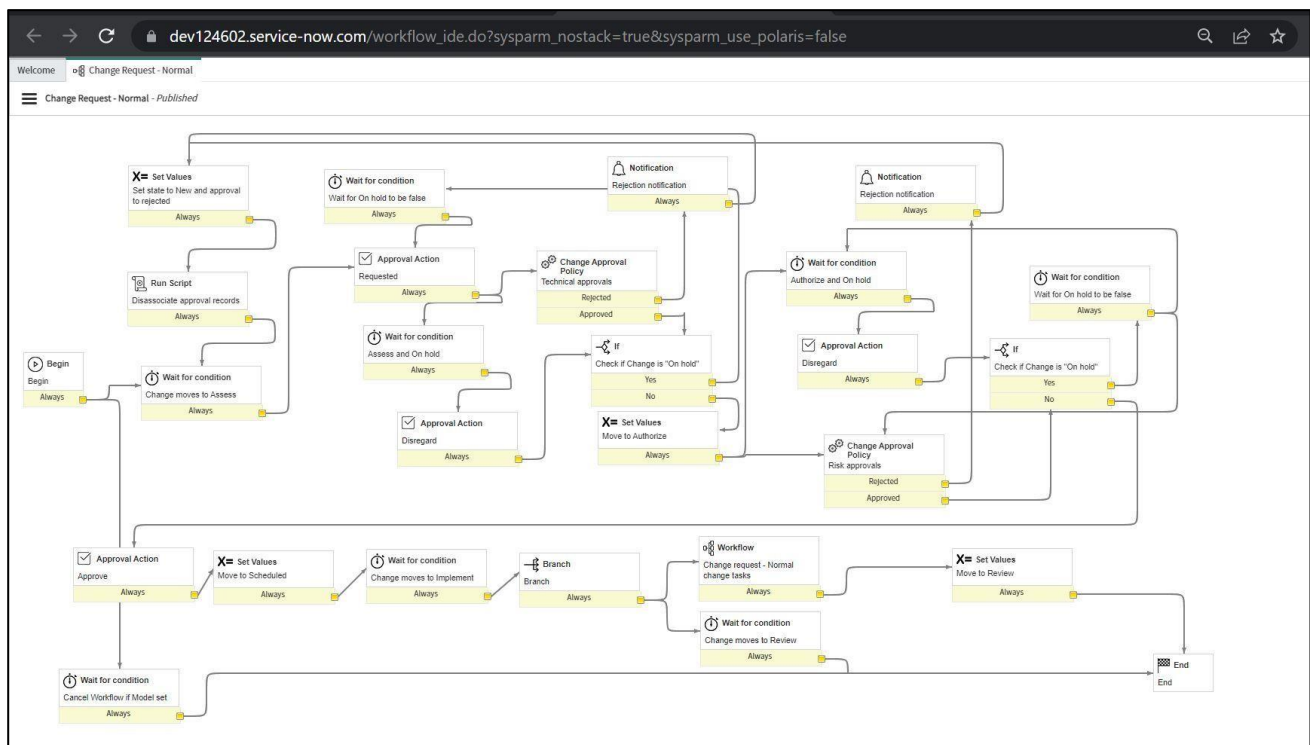 dev124602.service-now.com/workflow_ide.do?sysparm_nostack=true&sysparm_use_polaris=false
Welcome
Change Request - Normal
Change Request - Normal - Published
X= Set Values
Set state to New and approval
to rejected
Always
Wait for condition
Wait for On hold to be false
Always
Notification
Rejection notification
Always
Notification
Rejection notification
Always
Run Script
Disassociate approval records
Always
Approval Action
Requested
Always
Change Approval
Policy
Technical approvals
Rejected
Approved
Wait for condition
Authorize and On hold
Always
Wait for condition
Wait for On hold to be false
Always
Begin
Begin
Always
Wait for condition
Change moves to Assess
Always
Wait for condition
Assess and On hold
Always
If
Check if Change is "On hold"
Yes
No
Approval Action
Disregard
Always
If
Check if Change is "On hold"
Yes
No
Approval Action
Disregard
Always
X= Set Values
Move to Authorize
Always
Change Approval
Policy
Risk approvals
Rejected
Approved
Approval Action
Approve
Always
X= Set Values
Move to Scheduled
Always
Wait for condition
Change moves to Implement
Always
Branch
Branch
Always
Workflow
Change request - Normal
change tasks
Always
X= Set Values
Move to Review
Always
Wait for condition
Change moves to Review
Always
Wait for condition
Cancel Workflow if Model set
Always
End
End